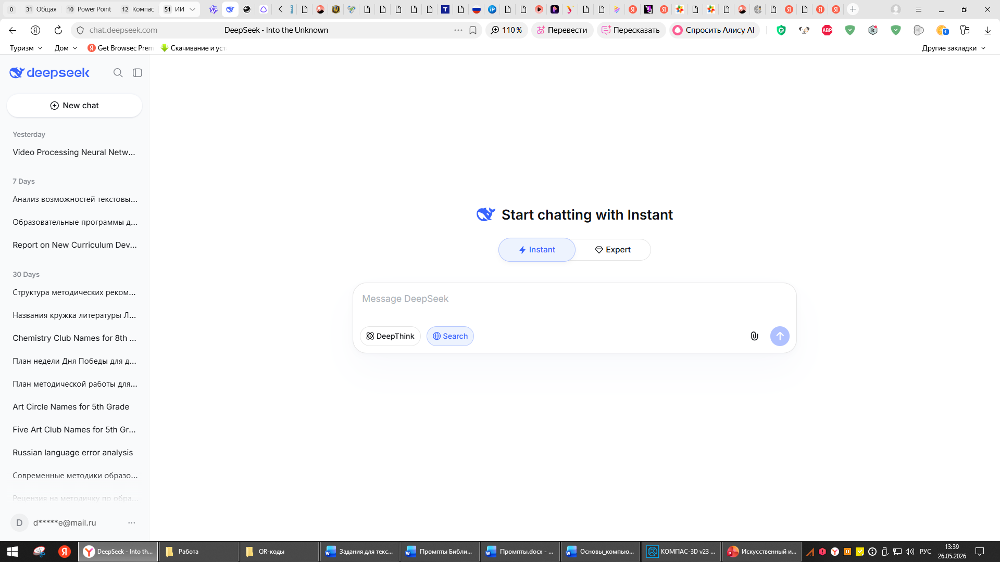 0
31 Общая
10 Power Point
12 Компас
51 ИИ
chat.deepseek.com
DeepSeek - Into the Unknown
110 %
Перевести
Пересказать
Спросить Алису AI
ABP
1
Туризм
Дом
Get Browsec Prem
Скачивание и уст
Другие закладки
deepseek
New chat
Yesterday
Video Processing Neural Netw...
7 Days
Анализ возможностей текстовы...
Образовательные программы д...
Report on New Curriculum Dev...
30 Days
Структура методических реком...
Названия кружка литературы Л...
Chemistry Club Names for 8th ...
План недели Дня Победы для д...
План методической работы для...
Art Circle Names for 5th Grade
Five Art Club Names for 5th Gr...
Russian language error analysis
Современные методики образо...
Рецензия на методичку по обра...
D
d*****e@mail.ru
Start chatting with Instant
Instant
Expert
Message DeepSeek
DeepThink
Search
DeepSeek - Into th...
Работа
QR-коды
Задания для текс...
Промпты Библи...
Промпты.docx - ...
Основы_компью...
КОМПАС-3D v23 ...
Искусственный и...
РУС
13:39
26.05.2026